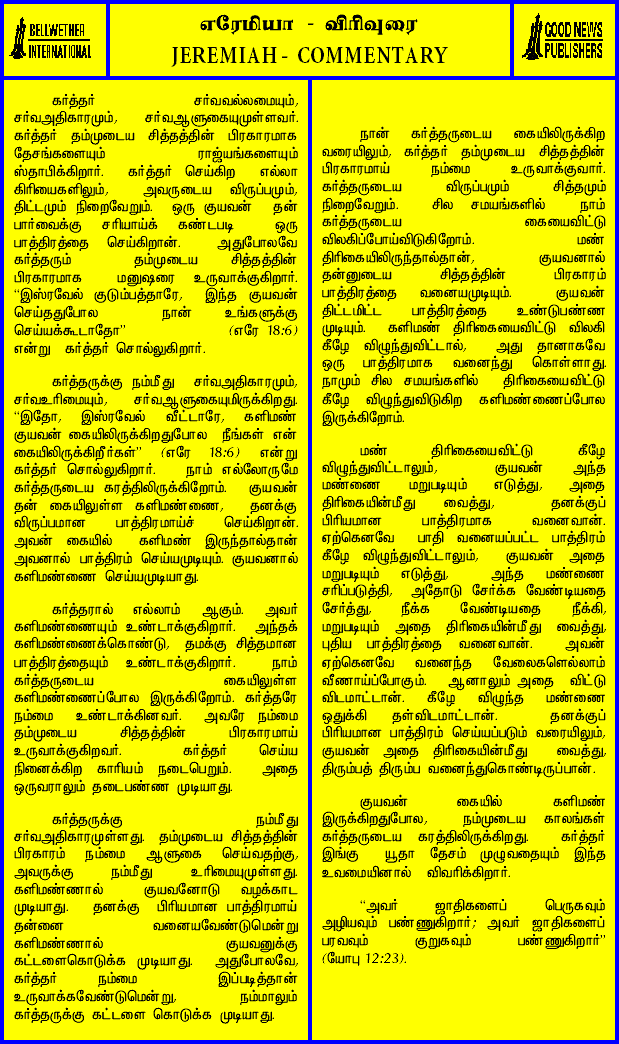 BELLWETHER
INTERNATIONAL
எரேமியா - விரிவுரை
JEREMIAH - COMMENTARY
GOOD NEWS
PUBLISHERS
கர்த்தர் சர்வவல்லமையும்,
சர்வஅதிகாரமும், சர்வஆளுகையுமுள்ளவர்.
கர்த்தர் தம்முடைய சித்தத்தின் பிரகாரமாக
தேசங்களையும் ராஜ்யங்களையும்
ஸ்தாபிக்கிறார். கர்த்தர் செய்கிற எல்லா
கிரியைகளிலும், அவருடைய விருப்பமும்,
திட்டமும் நிறைவேறும். ஒரு குயவன் தன்
பார்வைக்கு சரியாய்க் கண்டபடி ஒரு
பாத்திரத்தை செய்கிறான். அதுபோலவே
கர்த்தரும் தம்முடைய சித்தத்தின்
பிரகாரமாக மனுஷரை உருவாக்குகிறார்.
“இஸ்ரவேல் குடும்பத்தாரே, இந்த குயவன்
செய்ததுபோல நான் உங்களுக்கு
செய்யக்கூடாதோ” (எரே 18:6)
என்று கர்த்தர் சொல்லுகிறார்.
கர்த்தருக்கு நம்மீது சர்வஅதிகாரமும்,
சர்வஉரிமையும், சர்வஆளுகையுமிருக்கிறது.
“இதோ, இஸ்ரவேல் வீட்டாரே, களிமண்
குயவன் கையிலிருக்கிறதுபோல நீங்கள் என்
கையிலிருக்கிறீர்கள்” (எரே 18:6) என்று
கர்த்தர் சொல்லுகிறார். நாம் எல்லோருமே
கர்த்தருடைய கரத்திலிருக்கிறோம். குயவன்
தன் கையிலுள்ள களிமண்ணை, தனக்கு
விருப்பமான பாத்திரமாய்ச் செய்கிறான்.
அவன் கையில் களிமண் இருந்தால்தான்
அவனால் பாத்திரம் செய்யமுடியும். குயவனால்
களிமண்ணை செய்யமுடியாது.
கர்த்தரால் எல்லாம் ஆகும். அவர்
களிமண்ணையும் உண்டாக்குகிறார். அந்தக்
களிமண்ணைக்கொண்டு, தமக்கு சித்தமான
பாத்திரத்தையும் உண்டாக்குகிறார். நாம்
கர்த்தருடைய கையிலுள்ள
களிமண்ணைப்போல இருக்கிறோம். கர்த்தரே
நம்மை உண்டாக்கினவர். அவரே நம்மை
தம்முடைய சித்தத்தின் பிரகாரமாய்
உருவாக்குகிறவர். கர்த்தர் செய்ய
நினைக்கிற காரியம் நடைபெறும். அதை
ஒருவராலும் தடைபண்ண முடியாது.
கர்த்தருக்கு நம்மீது
சர்வஅதிகாரமுள்ளது. தம்முடைய சித்தத்தின்
பிரகாரம் நம்மை ஆளுகை செய்வதற்கு,
அவருக்கு நம்மீது உரிமையுமுள்ளது.
களிமண்ணால் குயவனோடு வழக்காட
முடியாது. தனக்கு பிரியமான பாத்திரமாய்
தன்னை வனையவேண்டுமென்று
களிமண்ணால் குயவனுக்கு
கட்டளைகொடுக்க முடியாது. அதுபோலவே,
கர்த்தர் நம்மை இப்படித்தான்
உருவாக்கவேண்டுமென்று, நம்மாலும்
கர்த்தருக்கு கட்டளை கொடுக்க முடியாது.
நான் கர்த்தருடைய கையிலிருக்கிற
வரையிலும், கர்த்தர் தம்முடைய சித்தத்தின்
பிரகாரமாய் நம்மை உருவாக்குவார்.
கர்த்தருடைய விருப்பமும் சித்தமும்
நிறைவேறும். சில சமயங்களில் நாம்
கர்த்தருடைய கையைவிட்டு
விலகிப்போய்விடுகிறோம். மண்
திரிகையிலிருந்தால்தான், குயவனால்
தன்னுடைய சித்தத்தின் பிரகாரம்
பாத்திரத்தை வனையமுடியும். குயவன்
திட்டமிட்ட பாத்திரத்தை உண்டுபண்ண
முடியும். களிமண் திரிகையைவிட்டு விலகி
கீழே விழுந்துவிட்டால், அது தானாகவே
ஒரு பாத்திரமாக வனைந்து கொள்ளாது.
நாமும் சில சமயங்களில் திரிகையைவிட்டு
கீழே விழுந்துவிடுகிற களிமண்ணைப்போல
இருக்கிறோம்.
மண் திரிகையைவிட்டு கீழே
விழுந்துவிட்டாலும், குயவன் அந்த
மண்ணை மறுபடியும் எடுத்து, அதை
திரிகையின்மீது வைத்து, தனக்குப்
பிரியமான பாத்திரமாக வனைவான்.
ஏற்கெனவே பாதி வனையப்பட்ட பாத்திரம்
கீழே விழுந்துவிட்டாலும், குயவன் அதை
மறுபடியும் எடுத்து, அந்த மண்ணை
சரிப்படுத்தி, அதோடு சேர்க்க வேண்டியதை
சேர்த்து, நீக்க வேண்டியதை நீக்கி,
மறுபடியும் அதை திரிகையின்மீது வைத்து,
புதிய பாத்திரத்தை வனைவான். அவன்
ஏற்கெனவே வனைந்த வேலைகளெல்லாம்
வீணாய்ப்போகும். ஆனாலும் அதை விட்டு
விடமாட்டான். கீழே விழுந்த மண்ணை
ஒதுக்கி தள்விடமாட்டான். தனக்குப்
பிரியமான பாத்திரம் செய்யப்படும் வரையிலும்,
குயவன் அதை திரிகையின்மீது வைத்து,
திரும்பத் திரும்ப வனைந்துகொண்டிருப்பான்.
குயவன் கையில் களிமண்
இருக்கிறதுபோல, நம்முடைய காலங்கள்
கர்த்தருடைய கரத்திலிருக்கிறது. கர்த்தர்
இங்கு யூதா தேசம் முழுவதையும் இந்த
உவமையினால் விவரிக்கிறார்.
“அவர் ஜாதிகளைப் பெருகவும்
அழியவும் பண்ணுகிறார்; அவர் ஜாதிகளைப்
பரவவும் குறுகவும் பண்ணுகிறார்”
(யோபு 12:23).